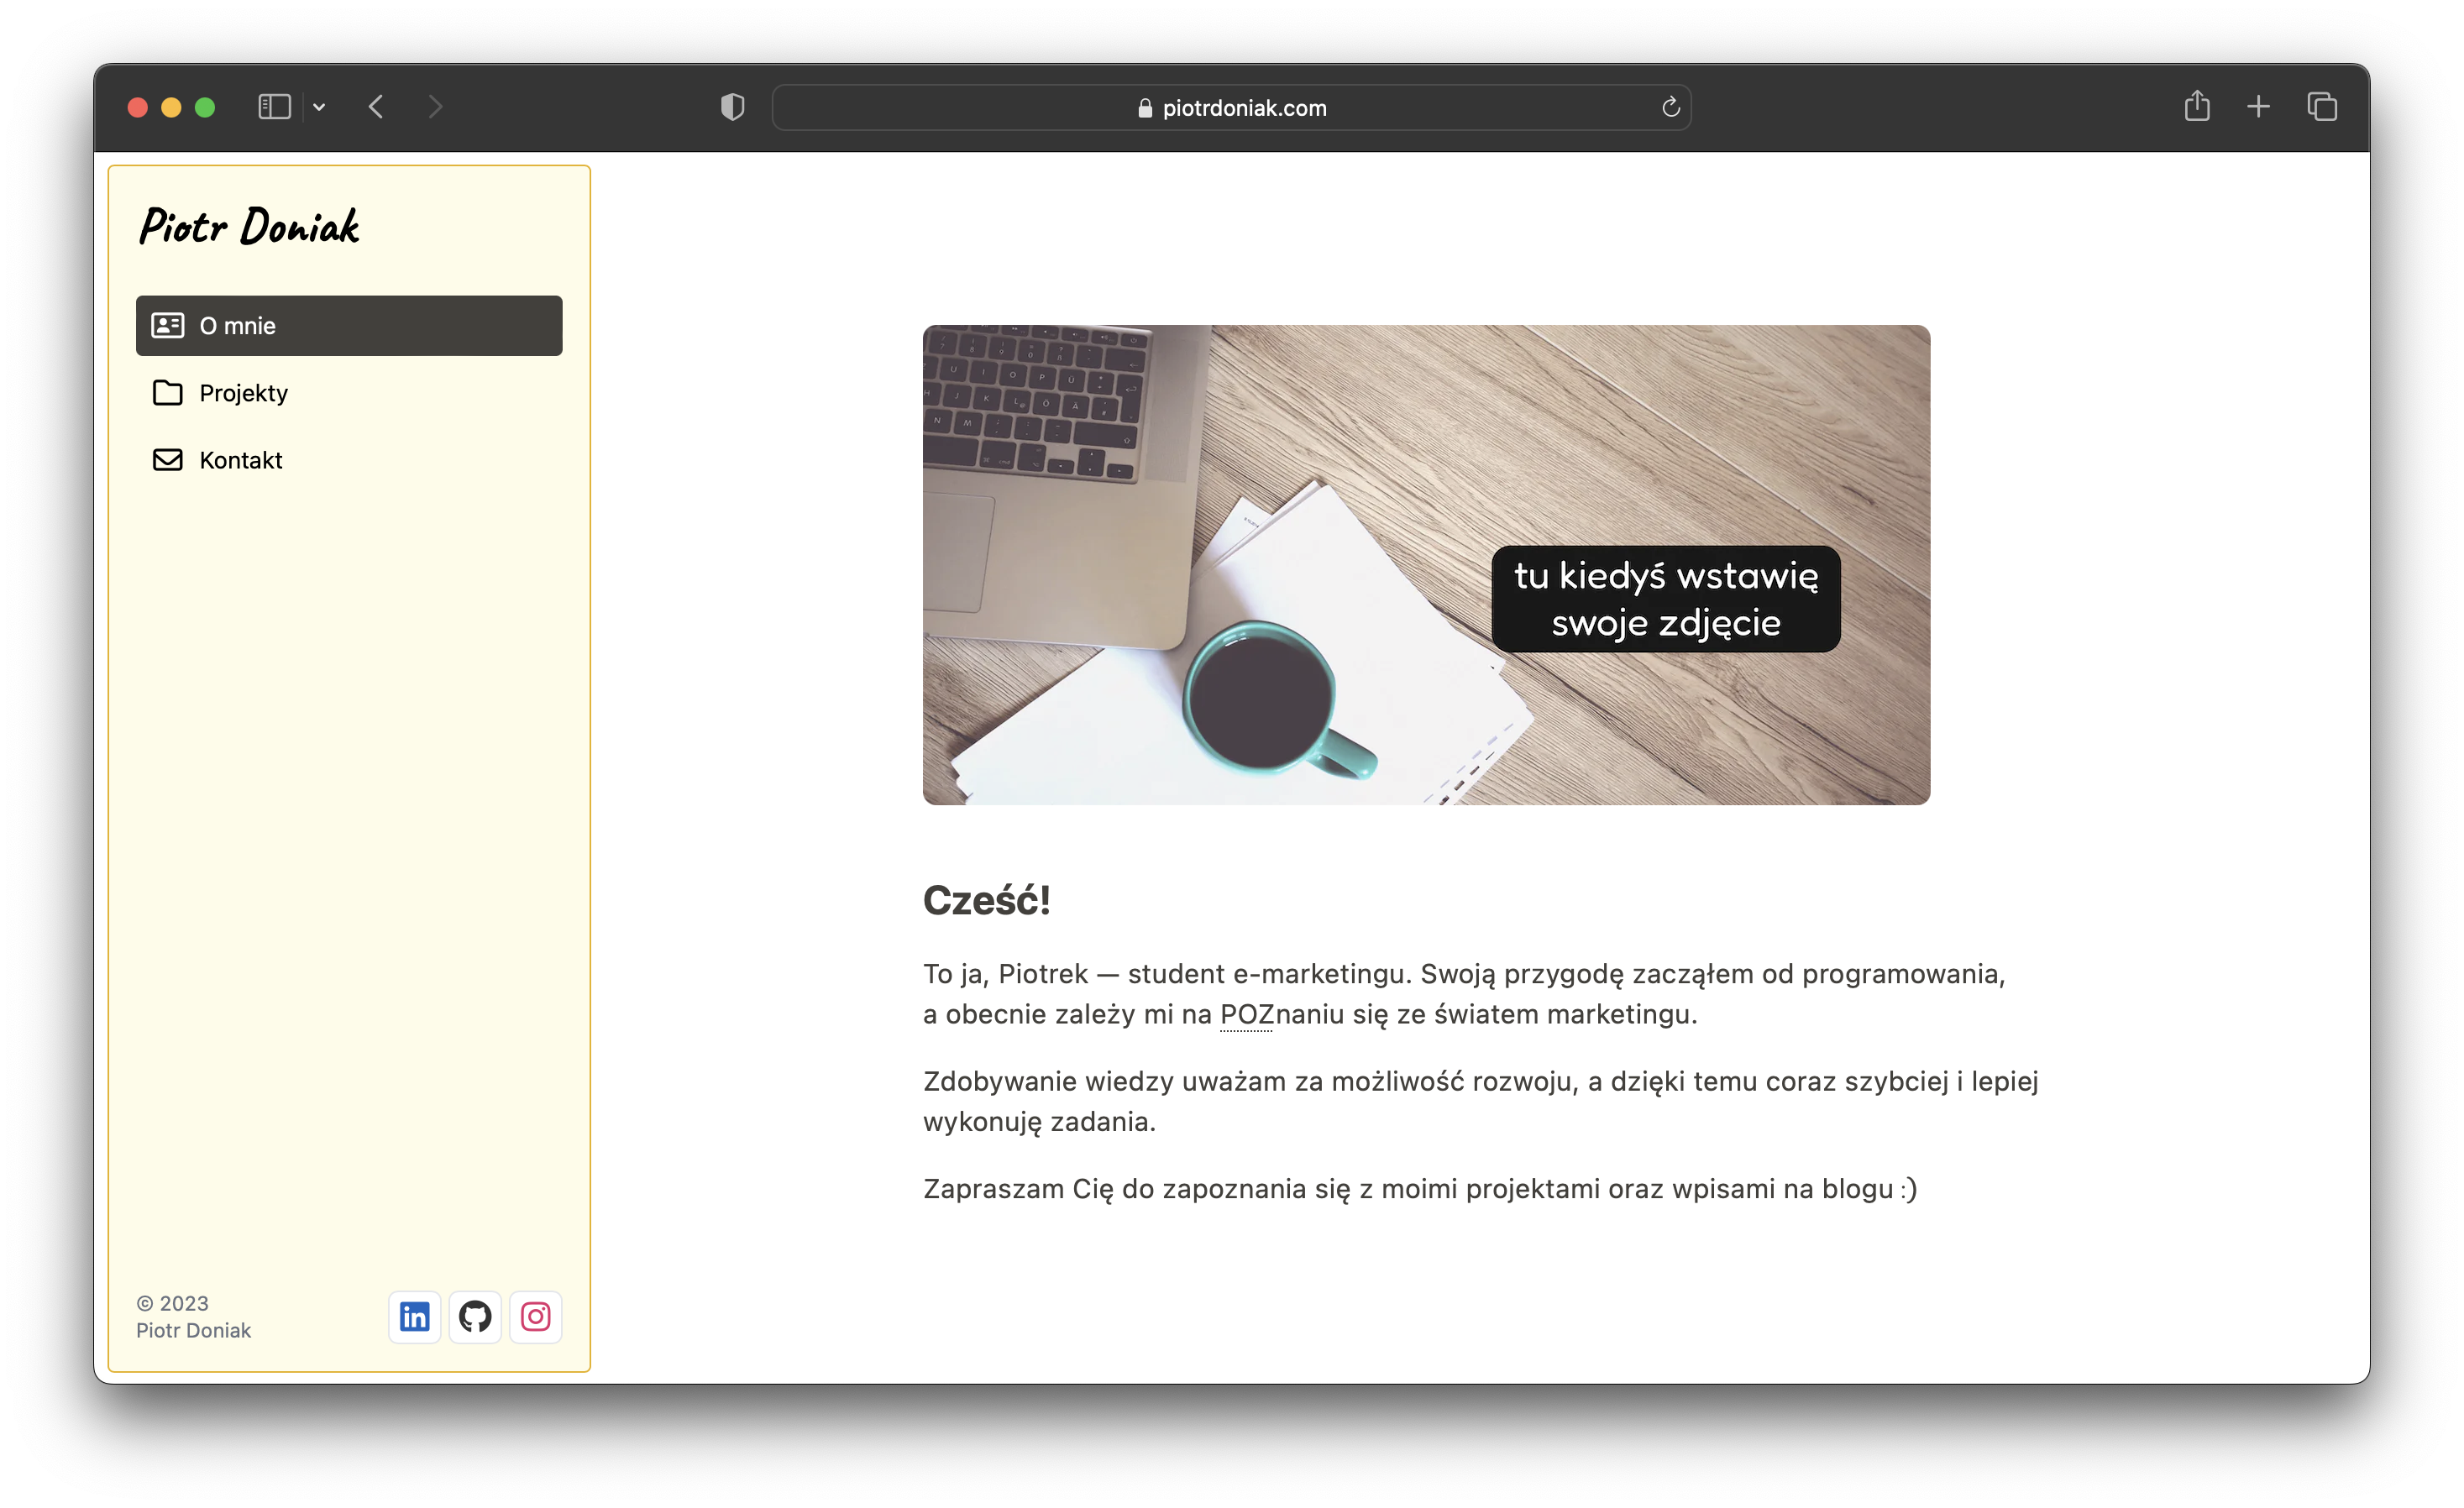 piotrdoniak.com
Piotr Doniak
O mnie
Projekty
Kontakt
tu kiedyś wstawię
swoje zdjęcie
Cześć!
To ja, Piotrek — student e-marketingu. Swoją przygodę zacząłem od programowania,
a obecnie zależy mi na POZnaniu się ze światem marketingu.
Zdobywanie wiedzy uważam za możliwość rozwoju, a dzięki temu coraz szybciej i lepiej
wykonuję zadania.
Zapraszam Cię do zapoznania się z moimi projektami oraz wpisami na blogu :)
© 2023
Piotr Doniak
in